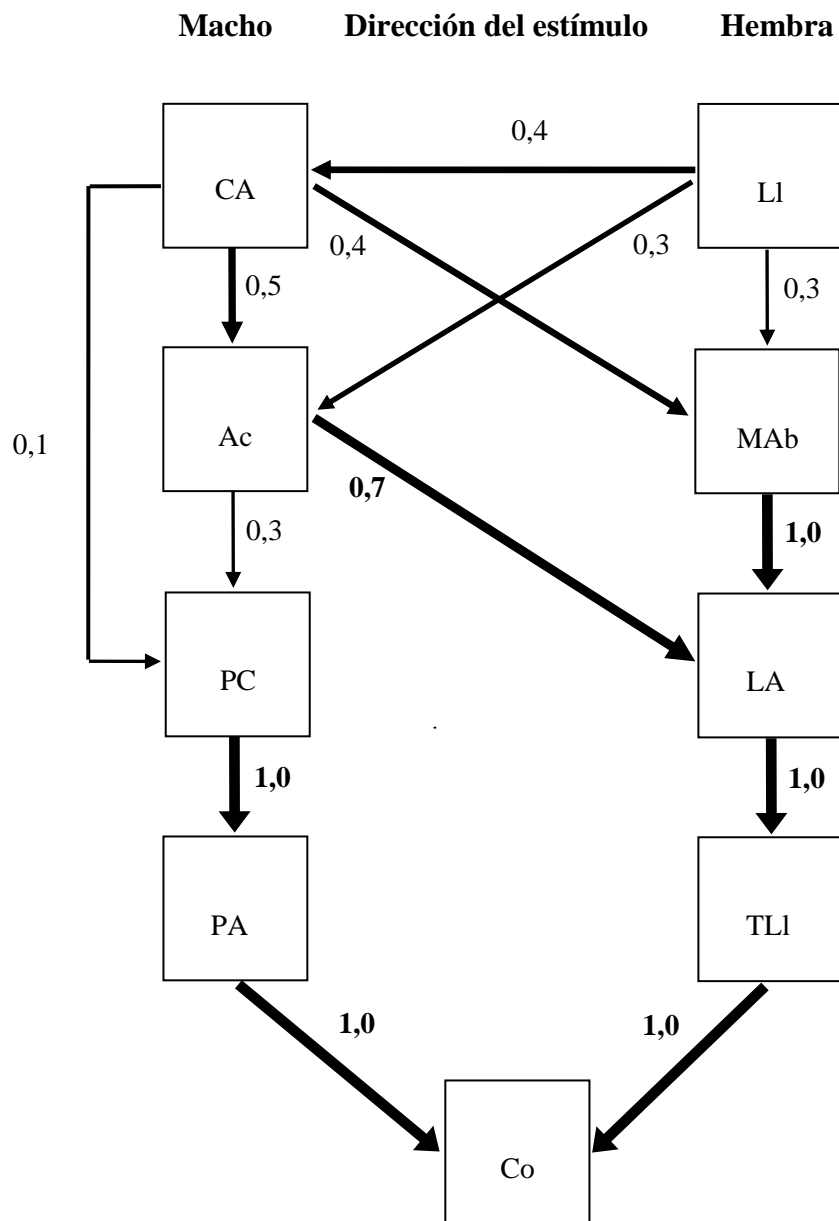 Macho Dirección del estímulo Hembra
0,4
CA Ll
0,4 0,3
0,5 0,3
Ac MAb
0,1
0,7
0,3 1,0
PC LA
1,0 1,0
PA TLl
1,0 1,0
Co